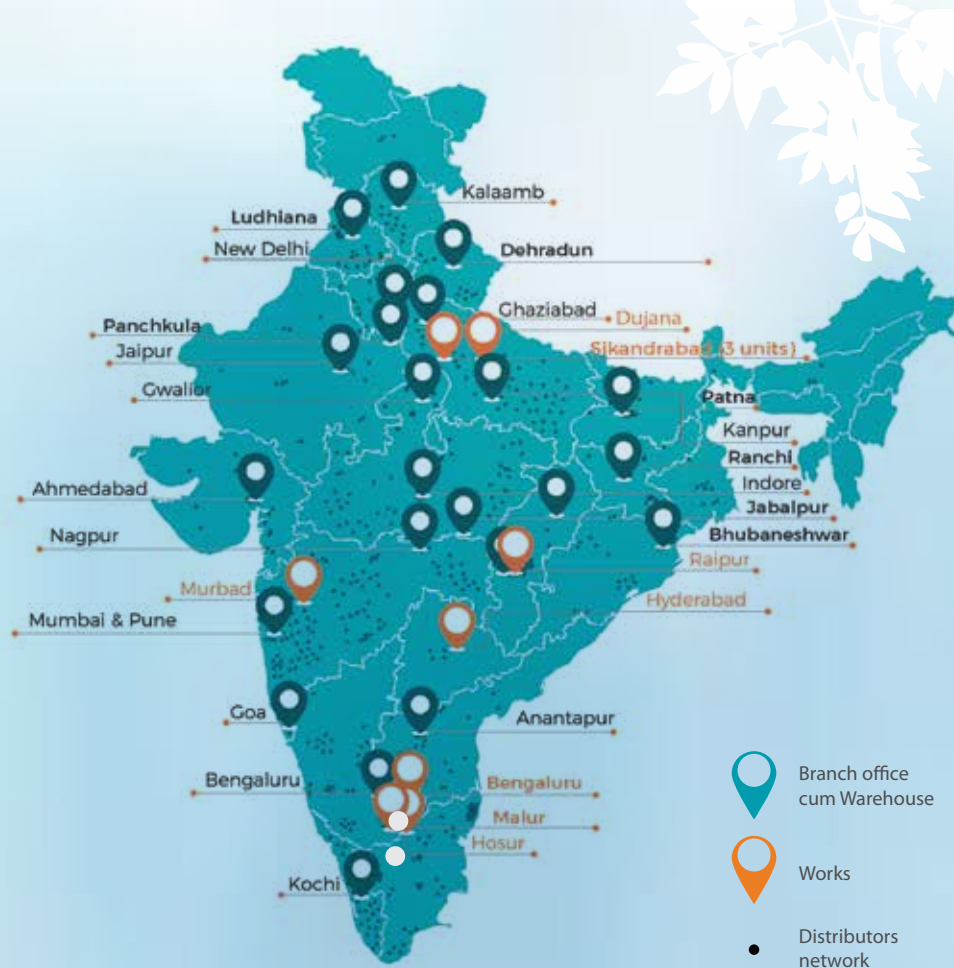 Kalaamb
Ludhiana
New Delhi
Dehradun
Ghaziabad
Dujana
Panchkula
Jaipur
Sikandrabad (3 units)
Gwalior
Patna
Kanpur
Ranchi
Ahmedabad
Indore
Jabalpur
Nagpur
Bhubaneshwar
Raipur
Murbad
Hyderabad
Mumbai & Pune
Goa
Anantapur
Bengaluru
Bengaluru
Malur
Hosur
Kochi
Branch office
cum Warehouse
Works
Distributors
network